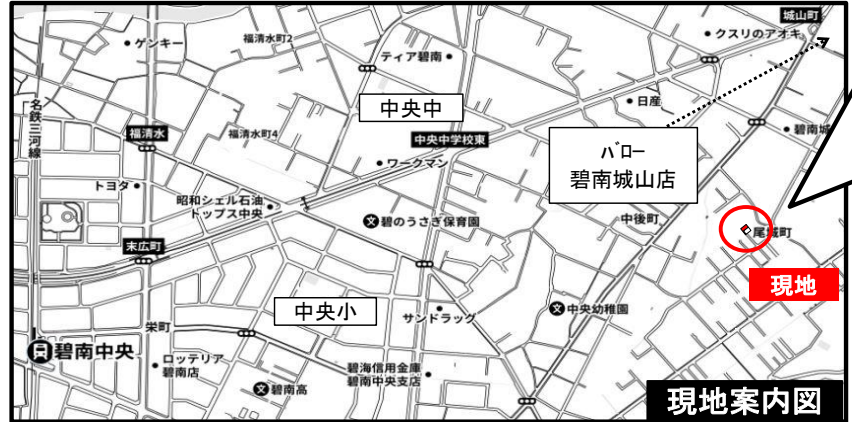 城山町
クスリのアオキ
ゲンキー
福清水町2
ティア碧南
日産
中央中
名鉄三河線
福清水
福清水町4
中央中学校東
碧南城
バロー
碧南城山店
ワークマン
トヨタ
昭和シェル石油
トップス中央
文
碧のうさぎ保育園
中後町
尾城町
末広町
現地
中央小
サンドラッグ
文
中央幼稚園
栄町
碧南中央
ロッテリア
碧南店
碧海信用金庫
碧南中央支店
文
碧南高
現地案内図